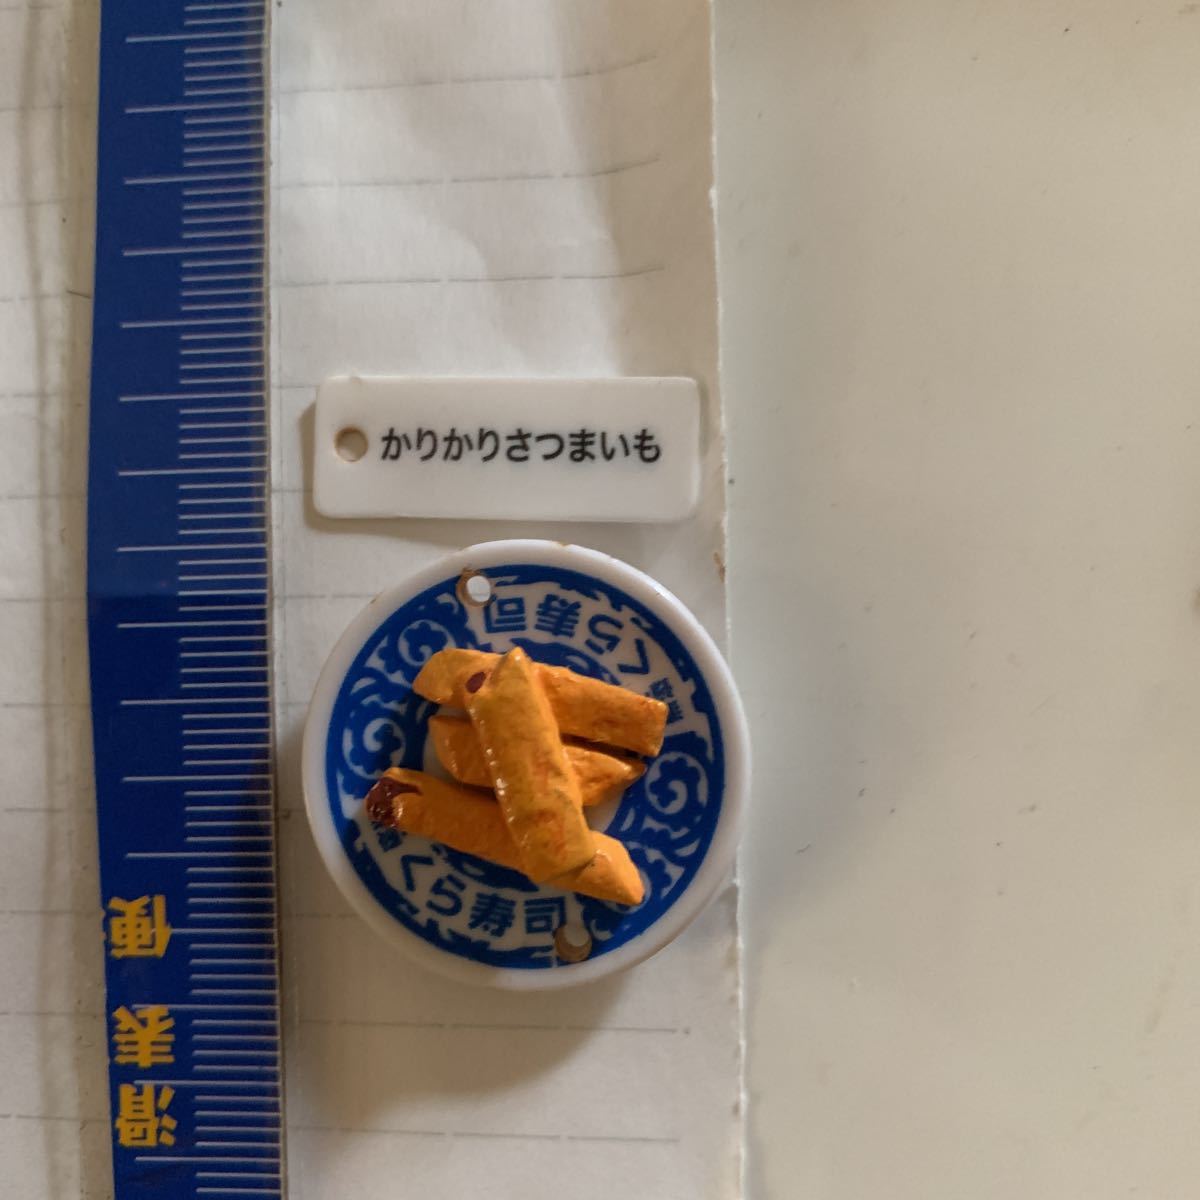 かりかりさつまいも
くら寿司
くら寿司
便
表
滑